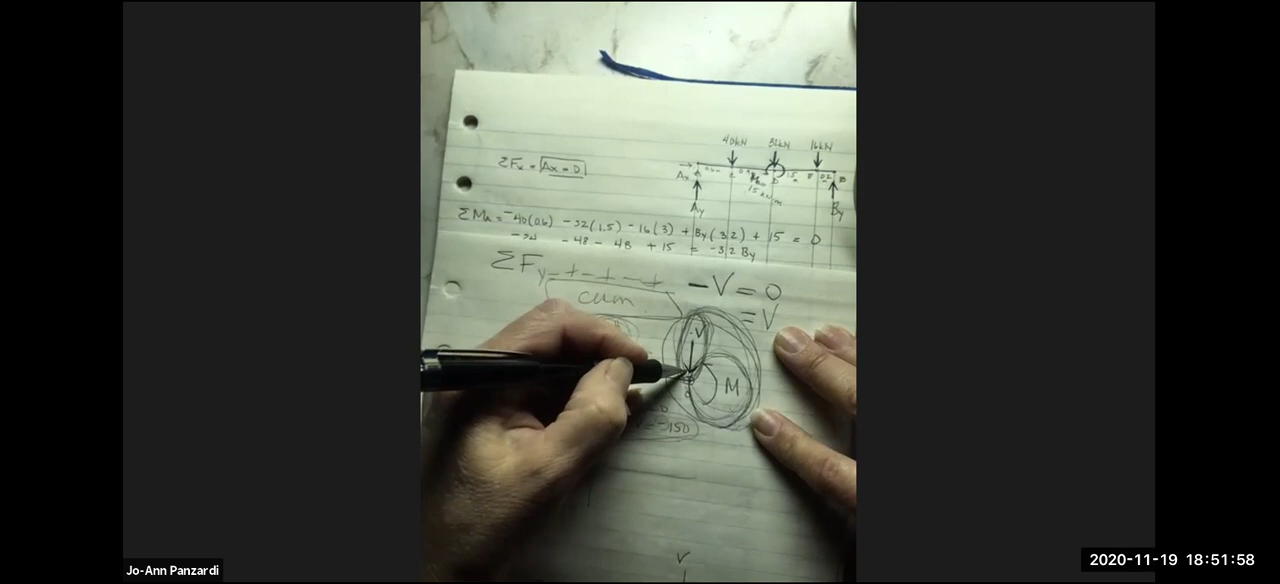 40kN 32kN 16kN
ΣFx = Ax = 0
Ax
B
Ay By
ΣMA = -40(0.6) -32(1.5) -16(3) + By(3.2) + 15 = 0
-48 - 48 +15 = -3.2 By
ΣFy - + - + - + - V = 0
cum. = V
V
M
-150
V
Jo-Ann Panzardi
2020-11-19 18:51:58